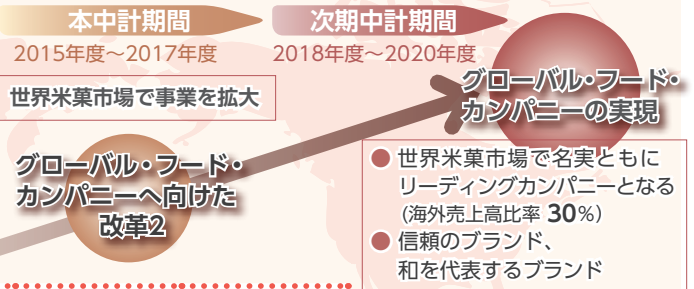 本中計期間
次期中計期間
2015年度～2017年度
2018年度～2020年度
世界米菓市場で事業を拡大
グローバル・フード・
カンパニーの実現
グローバル・フード・
カンパニーへ向けた
改革2
● 世界米菓市場で名実ともに
リーディングカンパニーとなる
(海外売上高比率 30%)
● 信頼のブランド、
和を代表するブランド